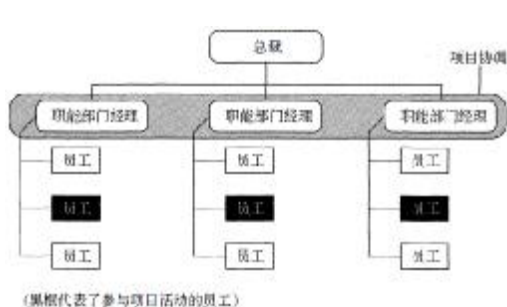 总裁
项目协调
职能部门经理 职能部门经理 职能部门经理
员工 员工 员工
员工 员工 员工
员工 员工 员工
(黑框代表了参与项目活动的员工)